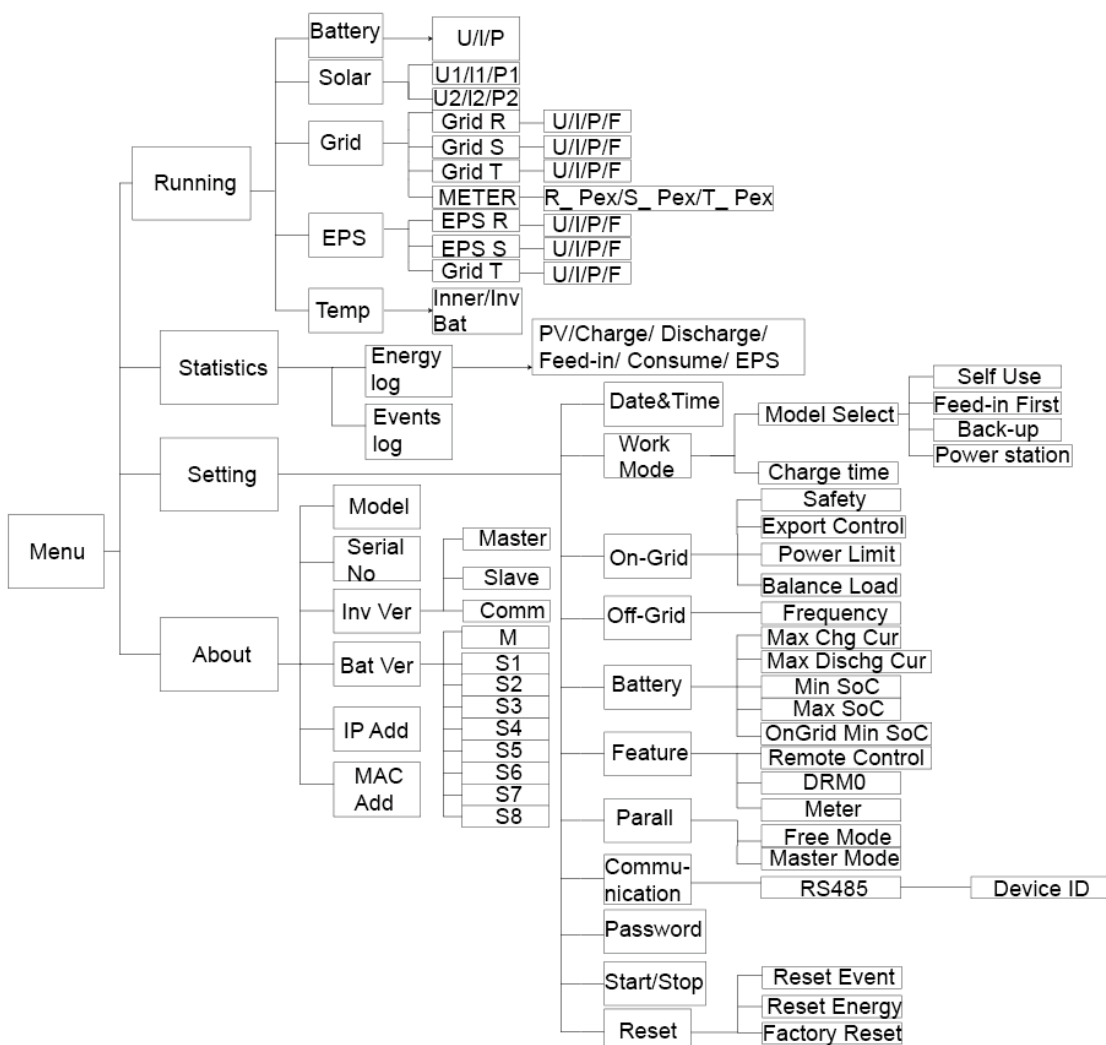 Menu
Running
Battery
U/I/P
Solar
U1/I1/P1
U2/I2/P2
Grid
Grid R
U/I/P/F
Grid S
U/I/P/F
Grid T
U/I/P/F
METER
R_ Pex/S_ Pex/T_ Pex
EPS
EPS R
U/I/P/F
EPS S
U/I/P/F
Grid T
U/I/P/F
Temp
Inner/Inv
Bat
Statistics
Energy
log
PV/Charge/ Discharge/
Feed-in/ Consume/ EPS
Events
log
Setting
Date&Time
Work
Mode
Model Select
Self Use
Feed-in First
Back-up
Power station
Charge time
On-Grid
Safety
Export Control
Power Limit
Balance Load
Off-Grid
Frequency
Battery
Max Chg Cur
Max Dischg Cur
Min SoC
Max SoC
OnGrid Min SoC
Feature
Remote Control
DRM0
Meter
Parall
Free Mode
Master Mode
Commu-
nication
RS485
Device ID
Password
Start/Stop
Reset
Reset Event
Reset Energy
Factory Reset
About
Model
Serial
No
Inv Ver
Master
Slave
Comm
Bat Ver
M
S1
S2
S3
S4
S5
S6
S7
S8
IP Add
MAC
Add